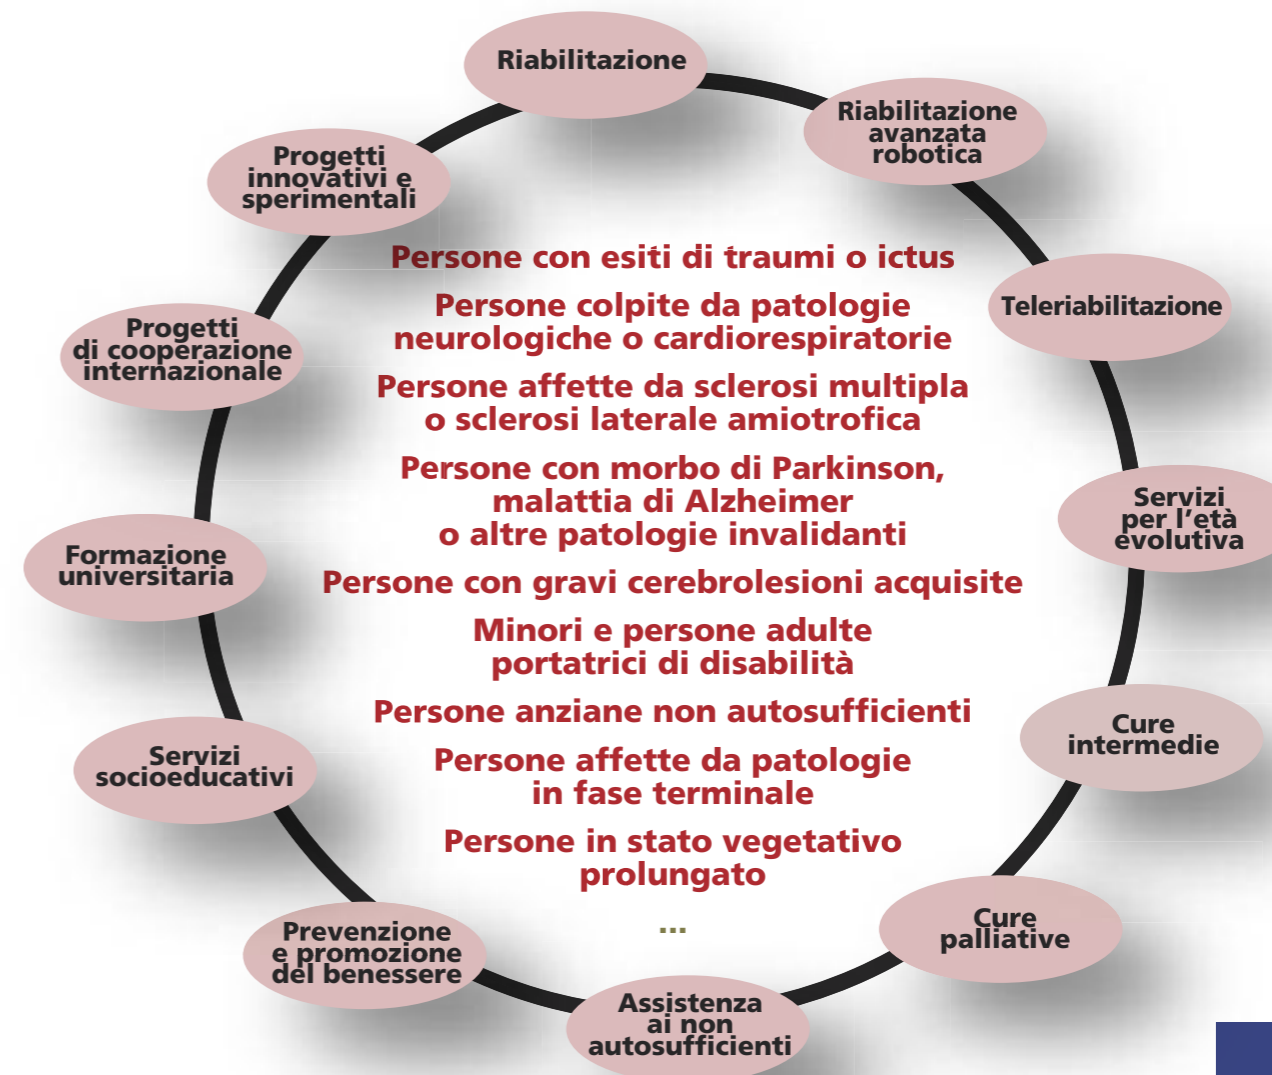 Riabilitazione
Riabilitazione
avanzata
robotica
Teleriabilitazione
Servizi
per l'età
evolutiva
Cure
intermedie
Cure
palliative
Assistenza
ai non
autosufficienti
Prevenzione
e promozione
del benessere
Servizi
socioeducativi
Formazione
universitaria
Progetti
di cooperazione
internazionale
Progetti
innovativi e
sperimentali
Persone con esiti di traumi o ictus
Persone colpite da patologie
neurologiche o cardiorespiratorie
Persone affette da sclerosi multipla
o sclerosi laterale amiotrofica
Persone con morbo di Parkinson,
malattia di Alzheimer
o altre patologie invalidanti
Persone con gravi cerebrolesioni acquisite
Minori e persone adulte
portatrici di disabilità
Persone anziane non autosufficienti
Persone affette da patologie
in fase terminale
Persone in stato vegetativo
prolungato
...